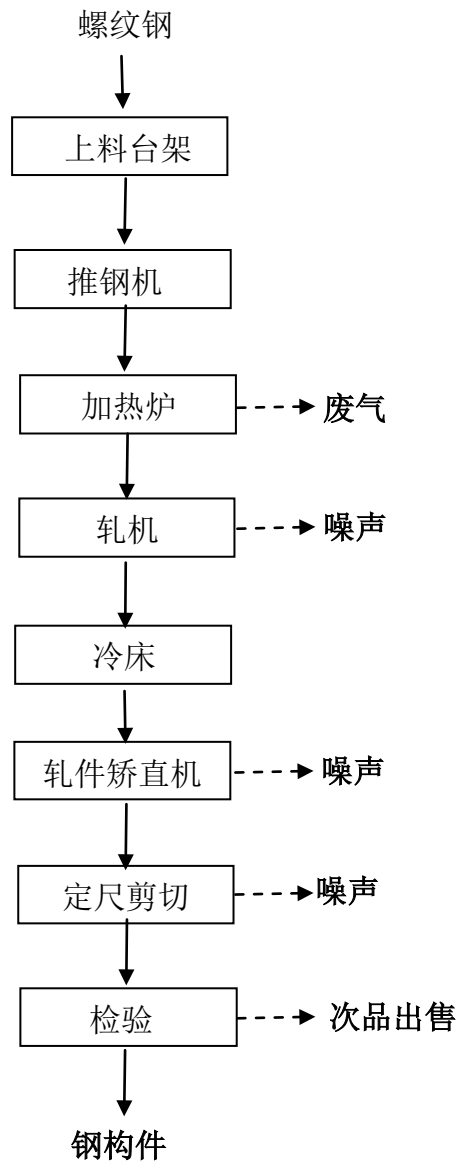 螺纹钢
上料台架
推钢机
加热炉
废气
轧机
噪声
冷床
轧件矫直机
噪声
定尺剪切
噪声
检验
次品出售
钢构件